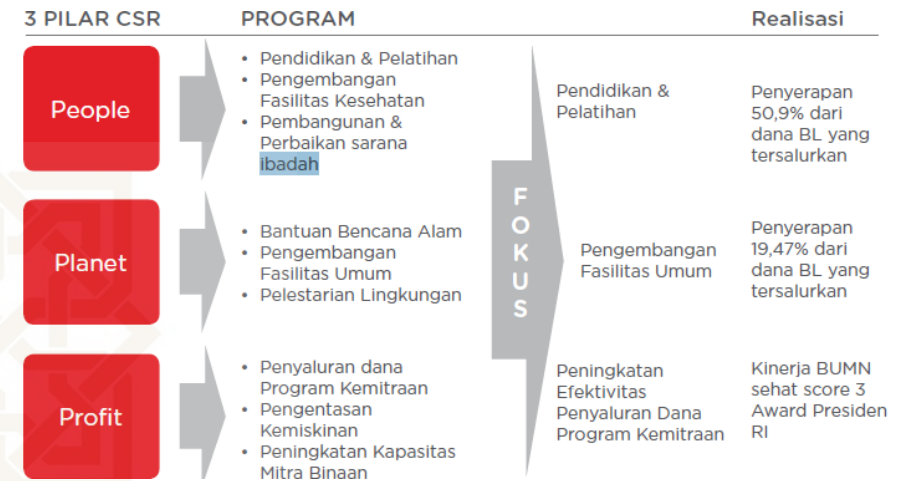 3 PILAR CSR
PROGRAM
Realisasi
People
• Pendidikan & Pelatihan
• Pengembangan
Fasilitas Kesehatan
• Pembangunan &
Perbaikan sarana
ibadah
Pendidikan &
Pelatihan
Penyerapan
50,9% dari
dana BL yang
tersalurkan
FOKUS
Planet
• Bantuan Bencana Alam
• Pengembangan
Fasilitas Umum
• Pelestarian Lingkungan
Pengembangan
Fasilitas Umum
Penyerapan
19,47% dari
dana BL yang
tersalurkan
Profit
• Penyaluran dana
Program Kemitraan
• Pengentasan
Kemiskinan
• Peningkatan Kapasitas
Mitra Binaan
Peningkatan
Efektivitas
Penyaluran Dana
Program Kemitraan
Kinerja BUMN
sehat score 3
Award Presiden
RI